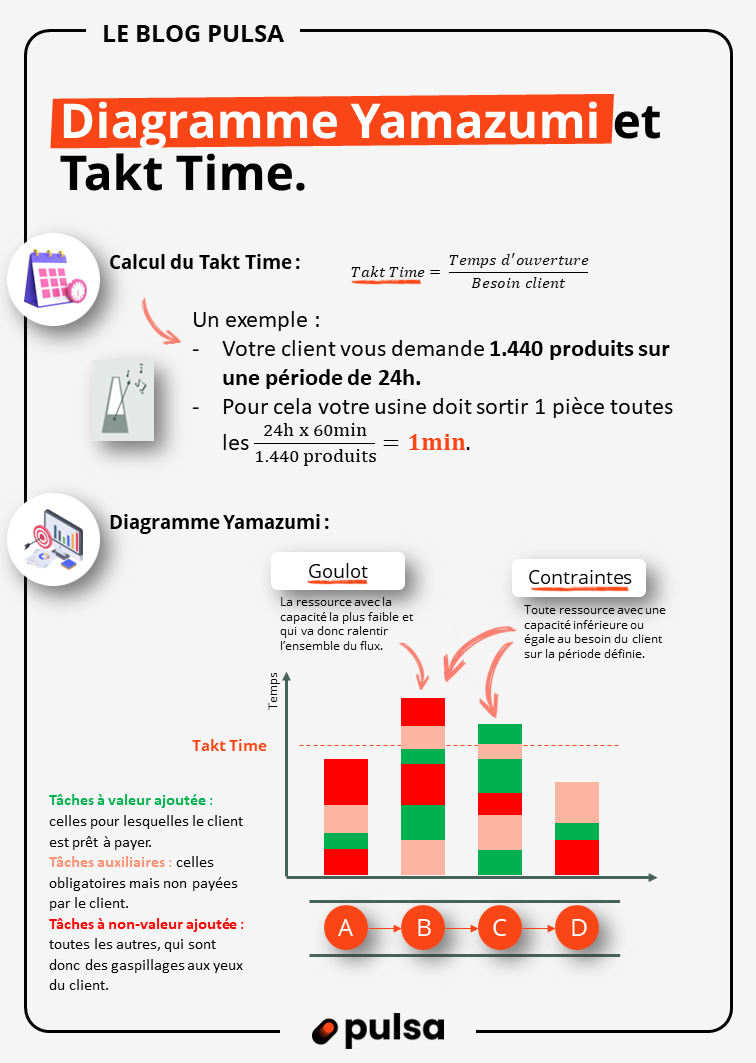 LE BLOG PULSA
Diagramme Yamazumi et
Takt Time.
Calcul du Takt Time :
Takt Time = Temps d'ouverture / Besoin client
Un exemple :
- Votre client vous demande 1.440 produits sur
une période de 24h.
- Pour cela votre usine doit sortir 1 pièce toutes
les 24h x 60min / 1.440 produits = 1min.
Diagramme Yamazumi :
Goulot
La ressource avec la
capacité la plus faible et
qui va donc ralentir
l'ensemble du flux.
Contraintes
Toute ressource avec une
capacité inférieure ou
égale au besoin du client
sur la période définie.
Temps
Takt Time
Tâches à valeur ajoutée :
celles pour lesquelles le client
est prêt à payer.
Tâches auxiliaires : celles
obligatoires mais non payées
par le client.
Tâches à non-valeur ajoutée :
toutes les autres, qui sont
donc des gaspillages aux yeux
du client.
A B C D
pulsa